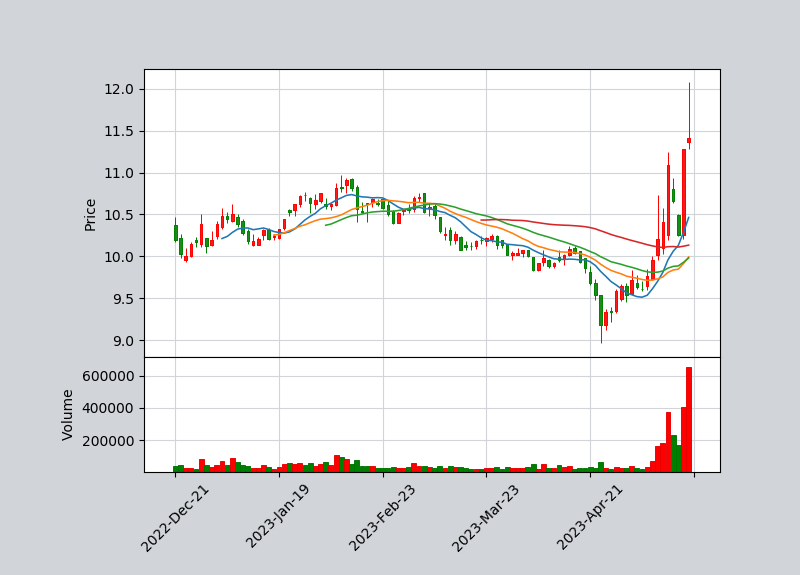 Price
12.0
11.5
11.0
10.5
10.0
9.5
9.0
Volume
600000
400000
200000
2022-Dec-21
2023-Jan-19
2023-Feb-23
2023-Mar-23
2023-Apr-21